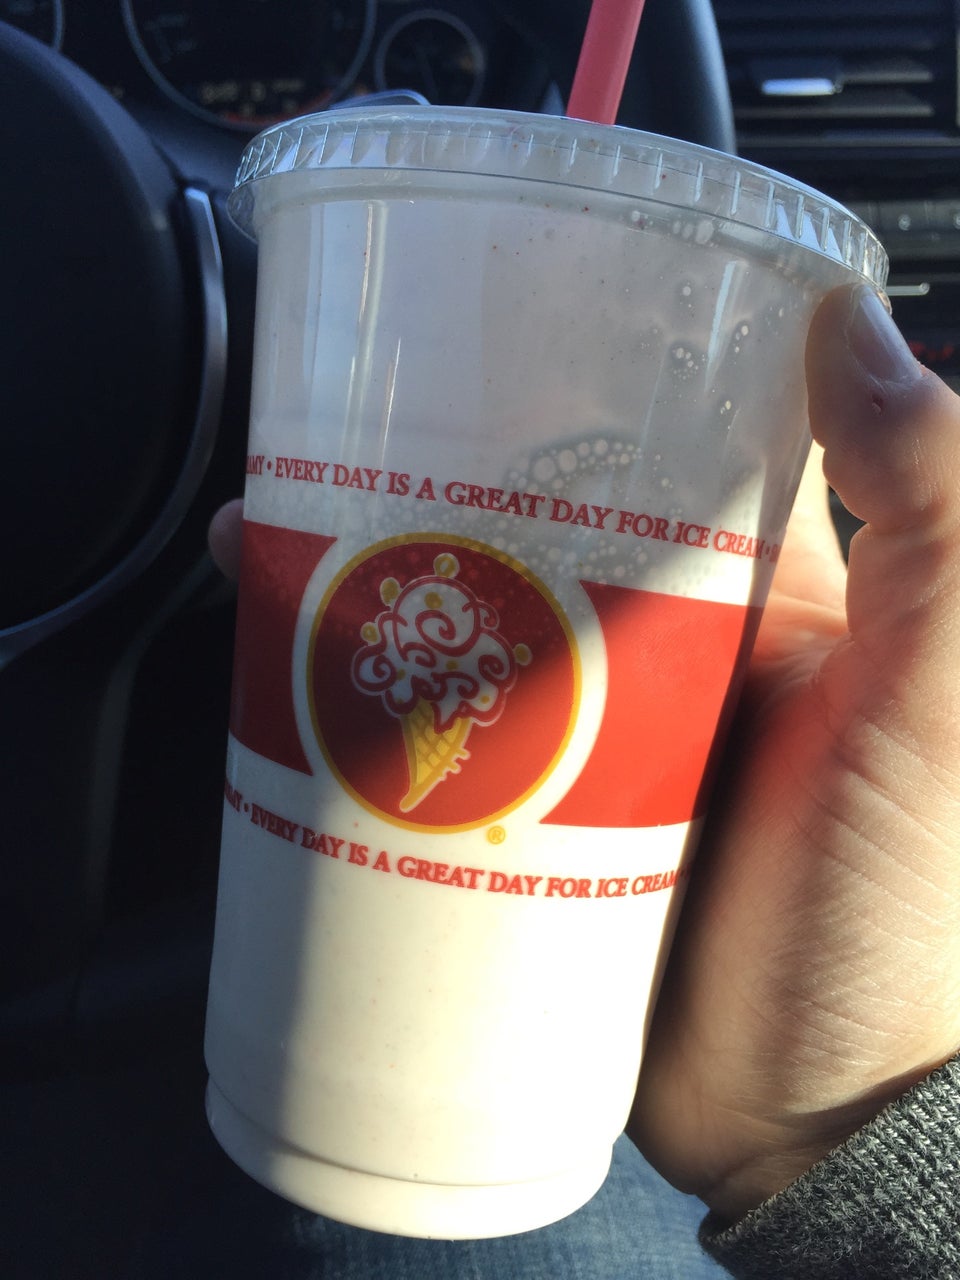 • EVERY DAY IS A GREAT DAY FOR ICE CREAM •
®
• EVERY DAY IS A GREAT DAY FOR ICE CREAM